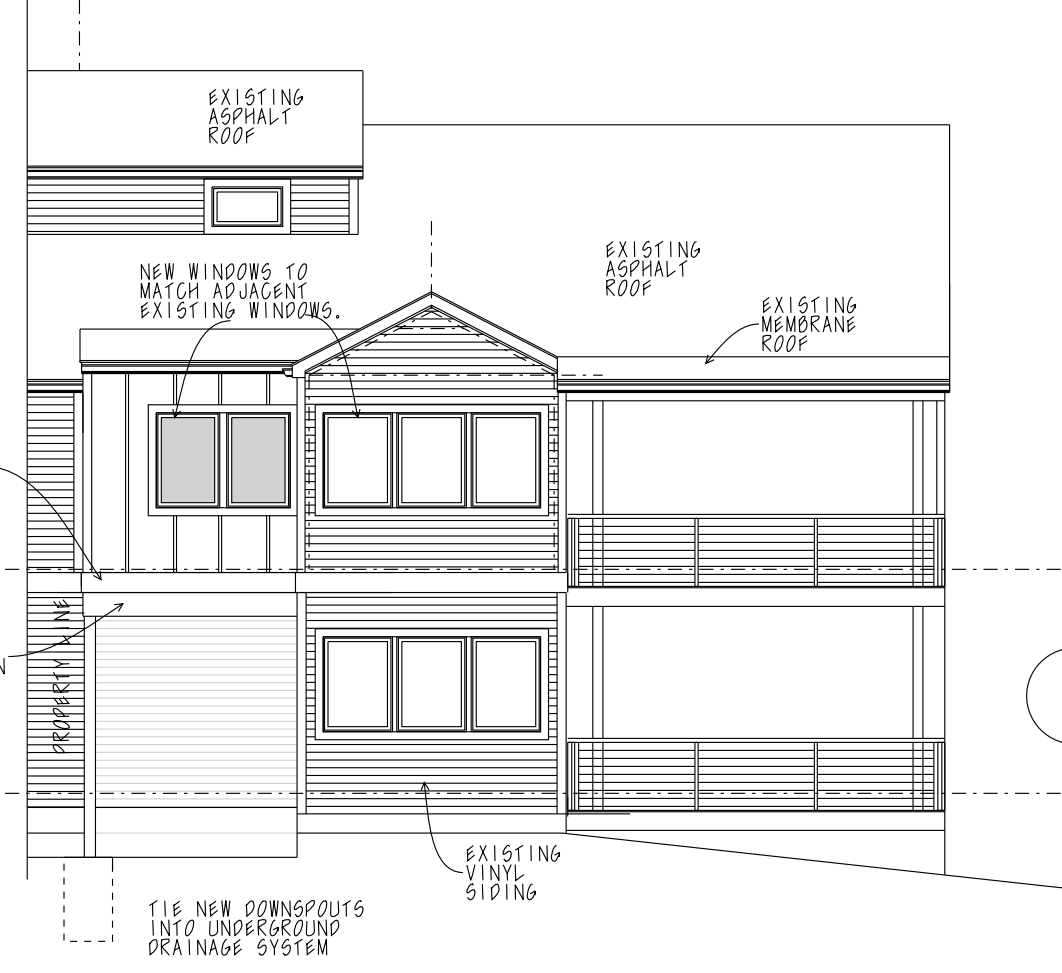 EXISTING
ASPHALT
ROOF
NEW WINDOWS TO
MATCH ADJACENT
EXISTING WINDOWS.
EXISTING
ASPHALT
ROOF
EXISTING
MEMBRANE
ROOF
PROPERTY LINE
N
EXISTING
VINYL
SIDING
TIE NEW DOWNSPOUTS
INTO UNDERGROUND
DRAINAGE SYSTEM